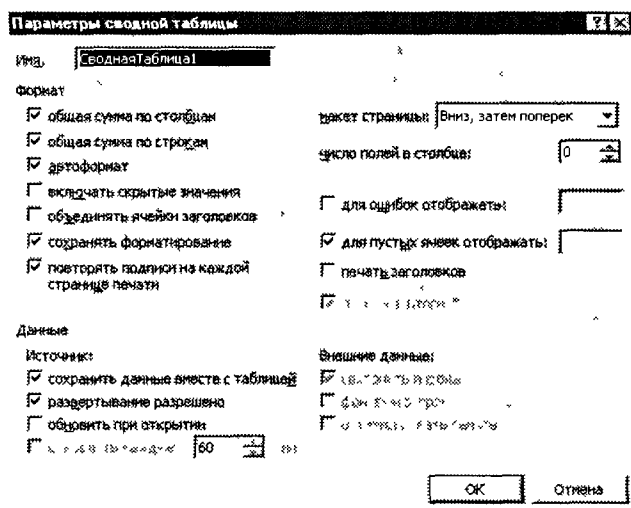 Параметры сводной таблицы
Имя, СводнаяТаблица1
Формат
общая сумма по столбцам
общая сумма по строкам
автоформат
включать скрытые значения
объединять ячейки заголовков
сохранять форматирование
повторять подписи на каждой
странице печати
макет страницы: Вниз, затем поперек
число полей в столбце: 0
для ошибок отображать:
для пустых ячеек отображать:
печать заголовков
Данные
Источник:
сохранить данные вместе с таблицей
развертывание разрешено
обновить при открытии
60
Внешние данные:
OK Отмена